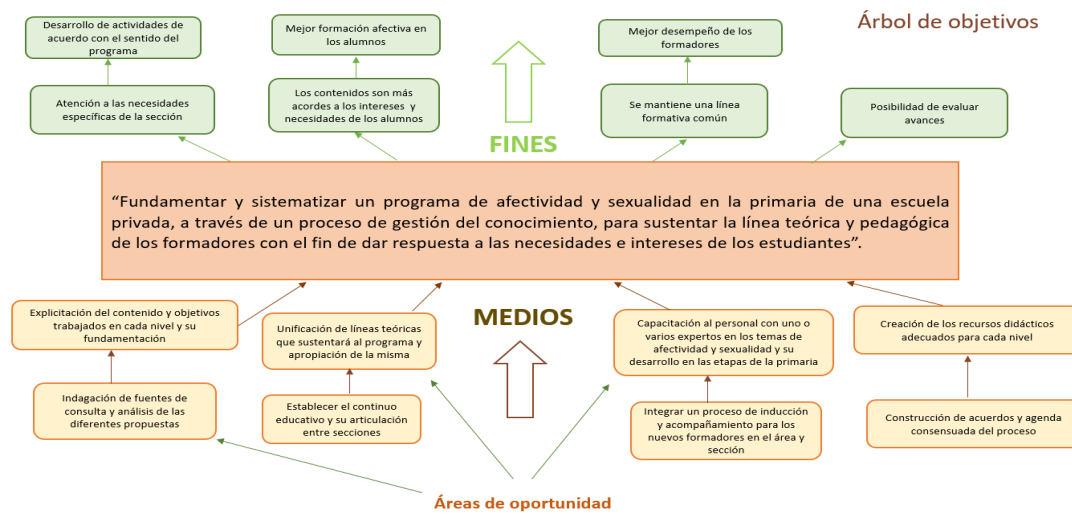 Árbol de objetivos
Desarrollo de actividades de
acuerdo con el sentido del
programa
Mejor formación afectiva en
los alumnos
Mejor desempeño de los
formadores
Atención a las necesidades
específicas de la sección
Los contenidos son más
acordes a los intereses y
necesidades de los alumnos
Se mantiene una línea
formativa común
Posibilidad de evaluar
avances
FINES
“Fundamentar y sistematizar un programa de afectividad y sexualidad en la primaria de una escuela
privada, a través de un proceso de gestión del conocimiento, para sustentar la línea teórica y pedagógica
de los formadores con el fin de dar respuesta a las necesidades e intereses de los estudiantes”.
MEDIOS
Explicitación del contenido y objetivos
trabajados en cada nivel y su
fundamentación
Unificación de líneas teóricas
que sustentará al programa y
apropiación de la misma
Capacitación al personal con uno o
varios expertos en los temas de
afectividad y sexualidad y su
desarrollo en las etapas de la primaria
Creación de los recursos didácticos
adecuados para cada nivel
Indagación de fuentes de
consulta y análisis de las
diferentes propuestas
Establecer el continuo
educativo y su articulación
entre secciones
Integrar un proceso de inducción
y acompañamiento para los
nuevos formadores en el área y
sección
Construcción de acuerdos y agenda
consensuada del proceso
Áreas de oportunidad